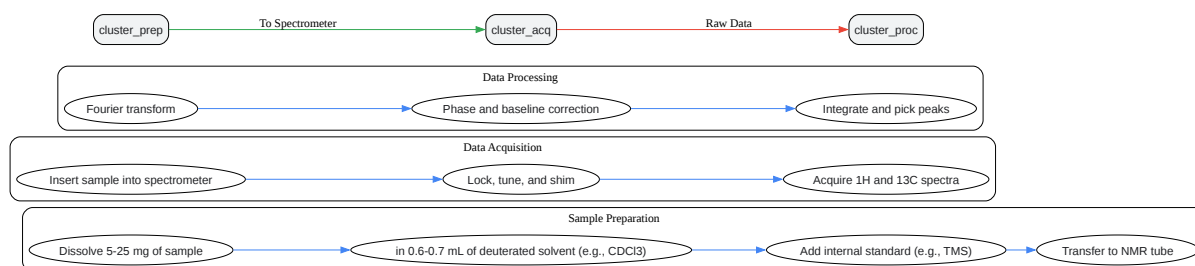 To Spectrometer
Raw Data
cluster_prep
cluster_acq
cluster_proc
Data Processing
Fourier transform
Phase and baseline correction
Integrate and pick peaks
Data Acquisition
Insert sample into spectrometer
Lock, tune, and shim
Acquire 1H and 13C spectra
Sample Preparation
Dissolve 5-25 mg of sample
in 0.6-0.7 mL of deuterated solvent (e.g., CDCl3)
Add internal standard (e.g., TMS)
Transfer to NMR tube